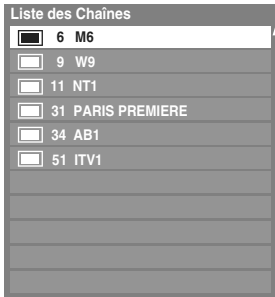 Liste des Chaînes
6 M6
9 W9
11 NT1
31 PARIS PREMIERE
34 AB1
51 ITV1